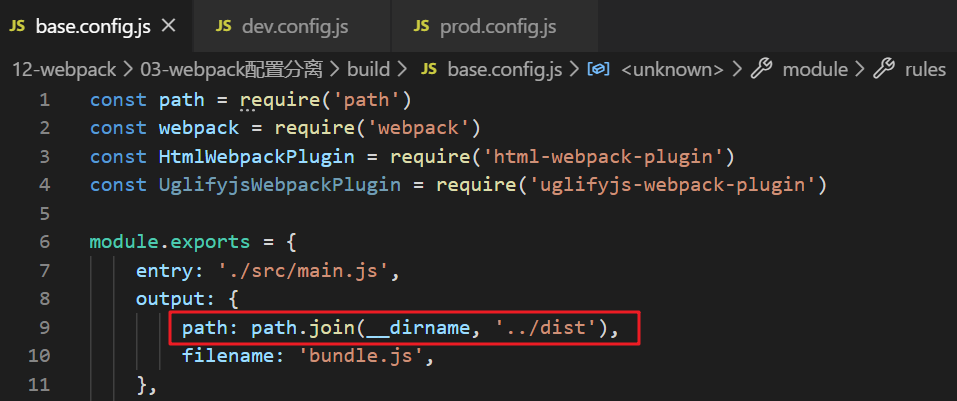 JS base.config.js × JS dev.config.js JS prod.config.js
12-webpack > 03-webpack配置分离 > build > JS base.config.js > <unknown> > module > rules
1 const path = require('path')
2 const webpack = require('webpack')
3 const HtmlWebpackPlugin = require('html-webpack-plugin')
4 const UglifyjsWebpackPlugin = require('uglifyjs-webpack-plugin')
5
6 module.exports = {
7 entry: './src/main.js',
8 output: {
9 path: path.join(__dirname, '../dist'),
10 filename: 'bundle.js',
11 },